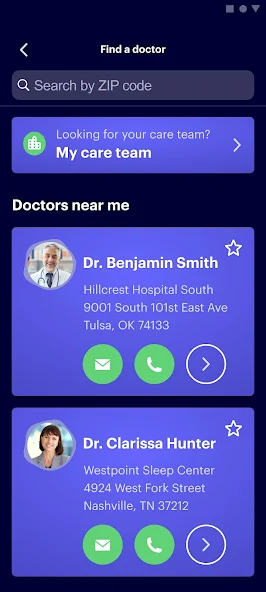 Find a doctor
Search by ZIP code
Looking for your care team?
My care team
Doctors near me
Dr. Benjamin Smith
Hillcrest Hospital South
9001 South 101st East Ave
Tulsa, OK 74133
Dr. Clarissa Hunter
Westpoint Sleep Center
4924 West Fork Street
Nashville, TN 37212